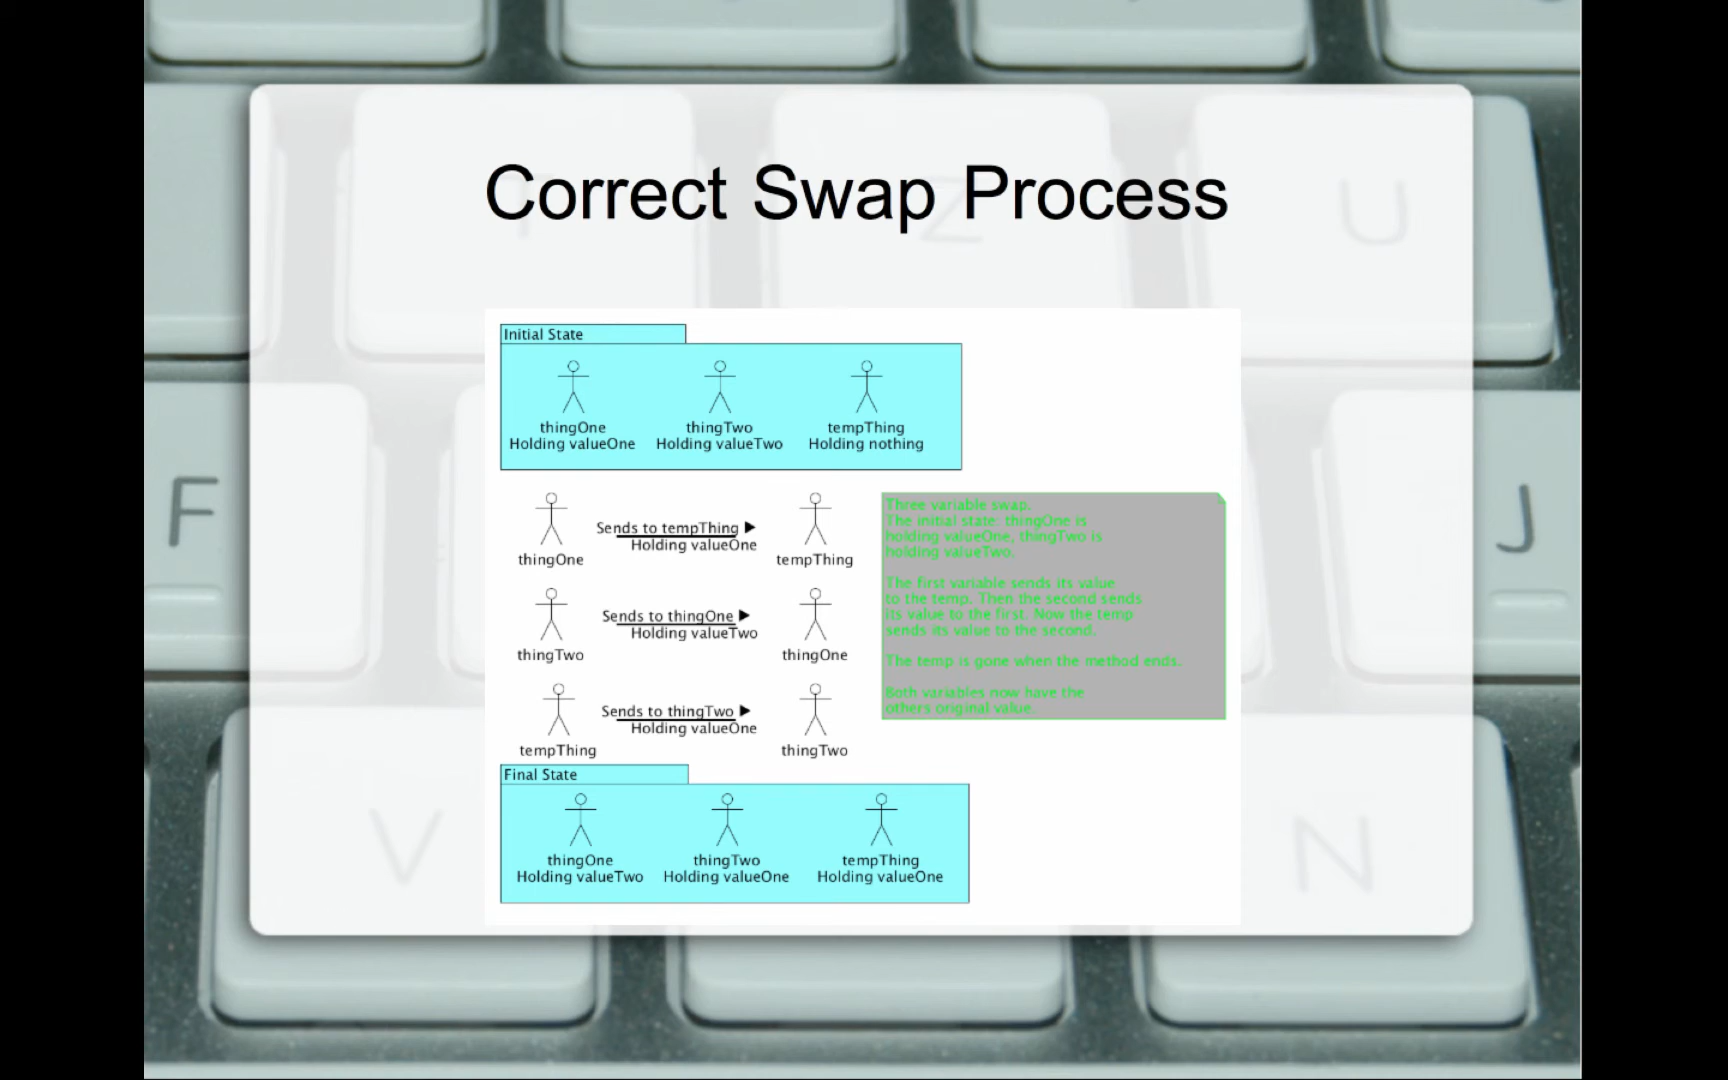 Correct Swap Process
Initial State
thingOne
Holding valueOne
thingTwo
Holding valueTwo
tempThing
Holding nothing
thingOne
Sends to tempThing
Holding valueOne
tempThing
thingTwo
Sends to thingOne
Holding valueTwo
thingOne
tempThing
Sends to thingTwo
Holding valueOne
thingTwo
Three variable swap.
The initial state: thingOne is
holding valueOne, thingTwo is
holding valueTwo.
The first variable sends its value
to the temp. Then the second sends
its value to the first. Now the temp
sends its value to the second.
The temp is gone when the method ends.
Both variables now have the
others original value.
Final State
thingOne
Holding valueTwo
thingTwo
Holding valueOne
tempThing
Holding valueOne
Z
U
F
J
V
N